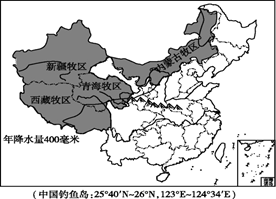 内蒙古牧区
新疆牧区
青海牧区
西藏牧区
年降水量400毫米
(中国钓鱼岛:25°40′N~26°N,123°E~124°34′E)